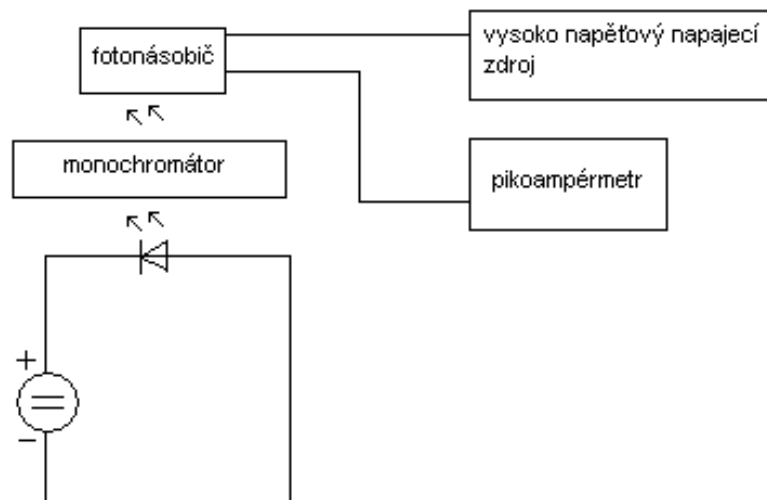 fotonásobič
vysoko napěťový napajecí
zdroj
monochromátor
pikoampérmetr
+
−